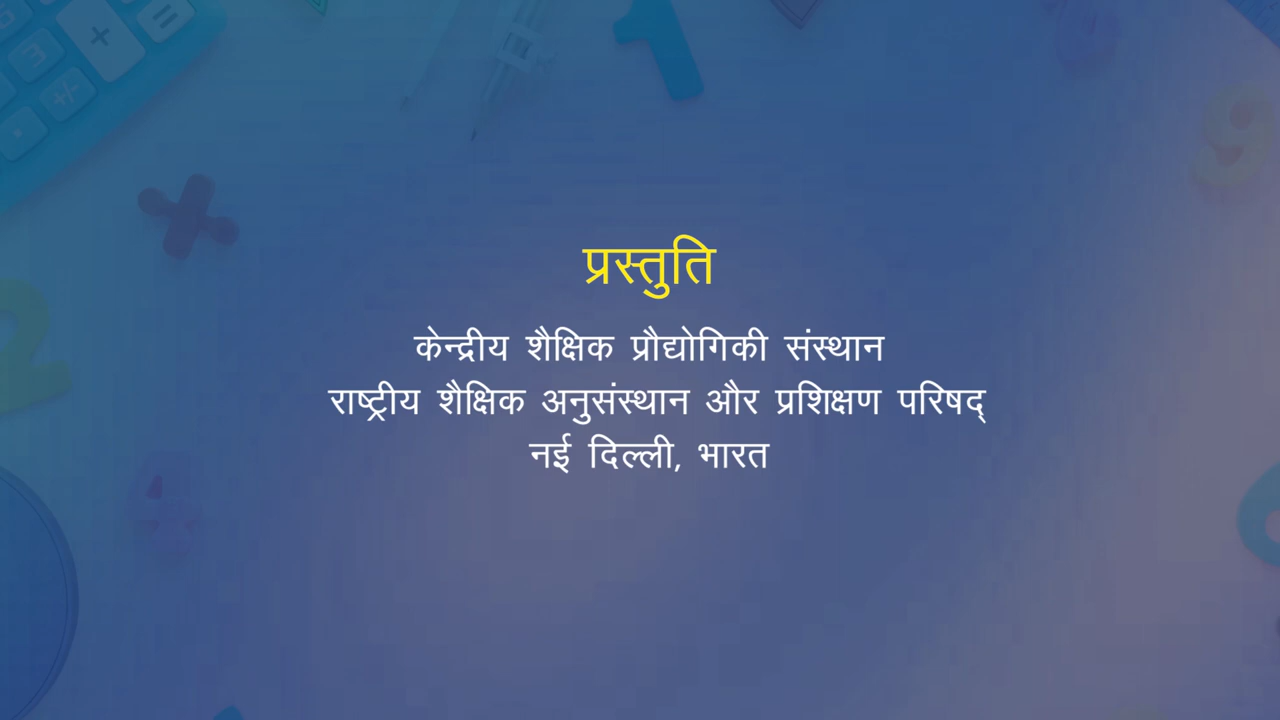 प्रस्तुति
केन्द्रीय शैक्षिक प्रौद्योगिकी संस्थान
राष्ट्रीय शैक्षिक अनुसंस्थान और प्रशिक्षण परिषद्
नई दिल्ली, भारत